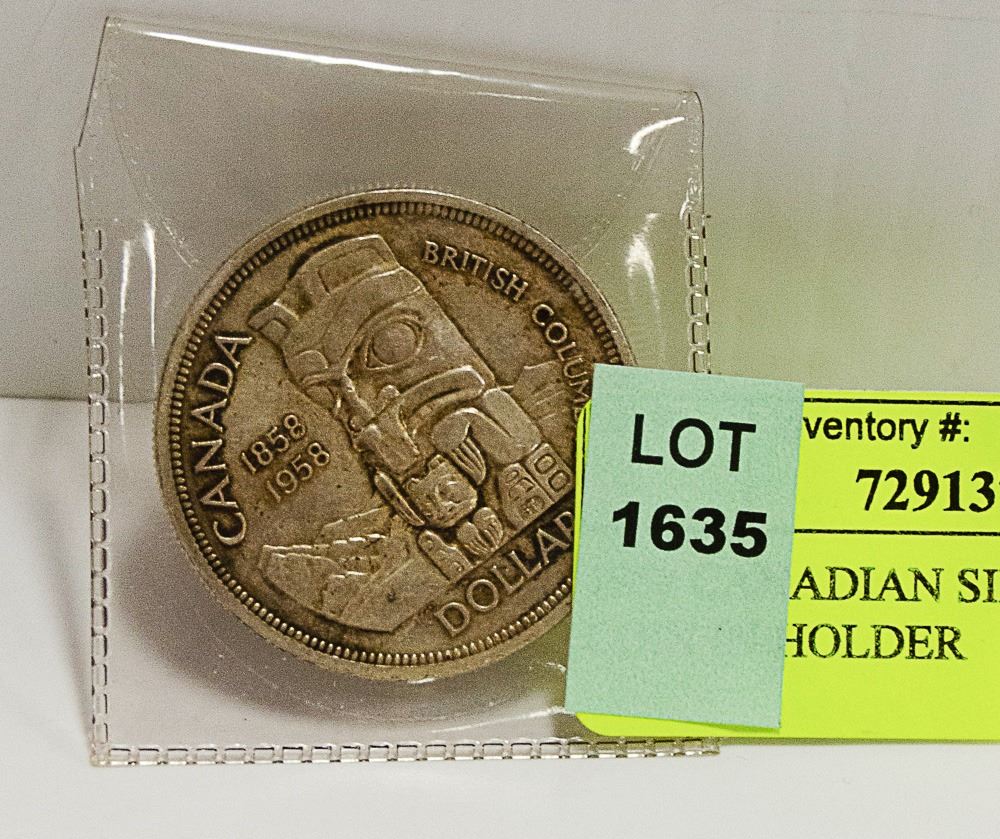 CANADA
1858
1958
BRITISH COLUM
DOLLAR
LOT
1635
ventory #:
72913
ADIAN SI
HOLDER